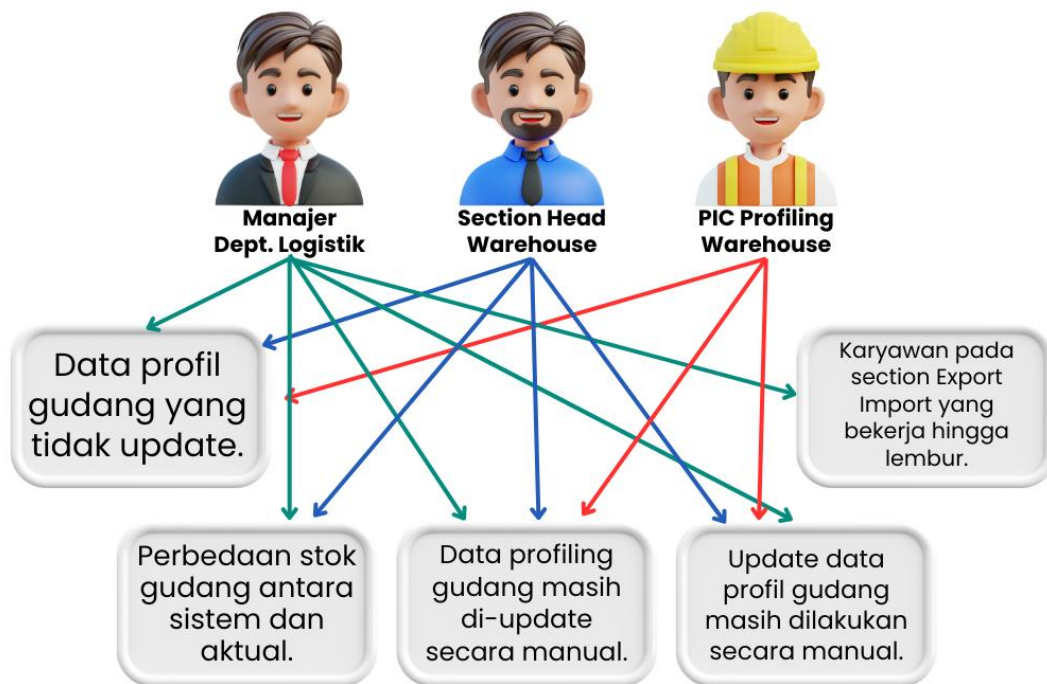 Manajer
Dept. Logistik
Section Head
Warehouse
PIC Profiling
Warehouse
Data profil
gudang yang
tidak update.
Karyawan pada
section Export
Import yang
bekerja hingga
lembur.
Perbedaan stok
gudang antara
sistem dan
aktual.
Data profiling
gudang masih
di-update
secara manual.
Update data
profil gudang
masih dilakukan
secara manual.